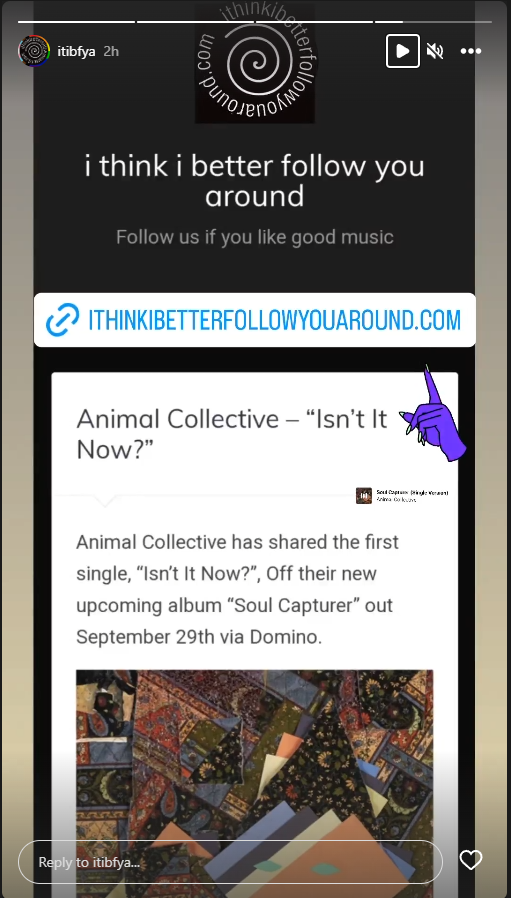 itibfya 2h
ithinkibetterfollowyouaround.com
i think i better follow you
around
Follow us if you like good music
ITHINKIBETTERFOLLOWYOUAROUND.COM
Animal Collective – “Isn’t It
Now?”
Soul Capturer (Single Version)
Animal Collective
Animal Collective has shared the first
single, “Isn’t It Now?”, Off their new
upcoming album “Soul Capturer” out
September 29th via Domino.
Reply to itibfya...